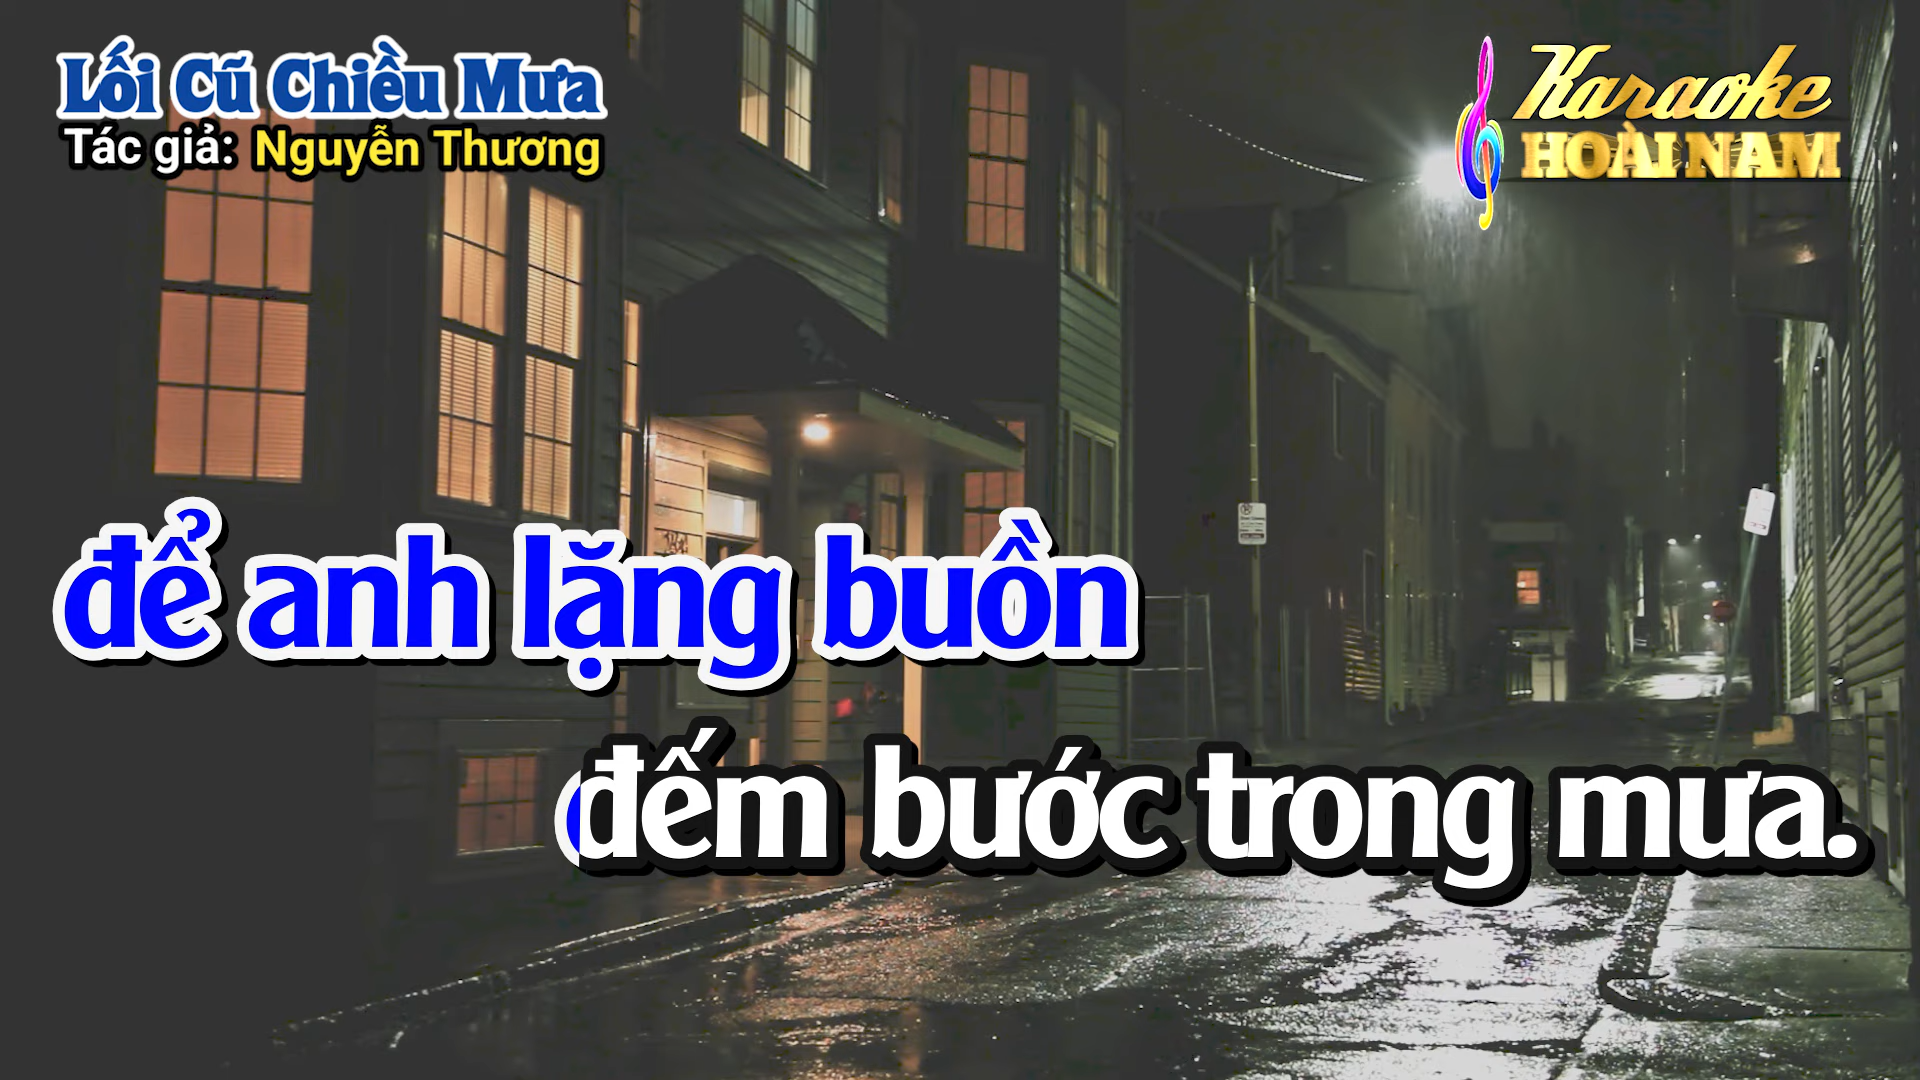 Lối Cũ Chiều Mưa
Tác giả: Nguyễn Thương
Karaoke
HOÀI NAM
để anh lặng buồn
đếm bước trong mưa.